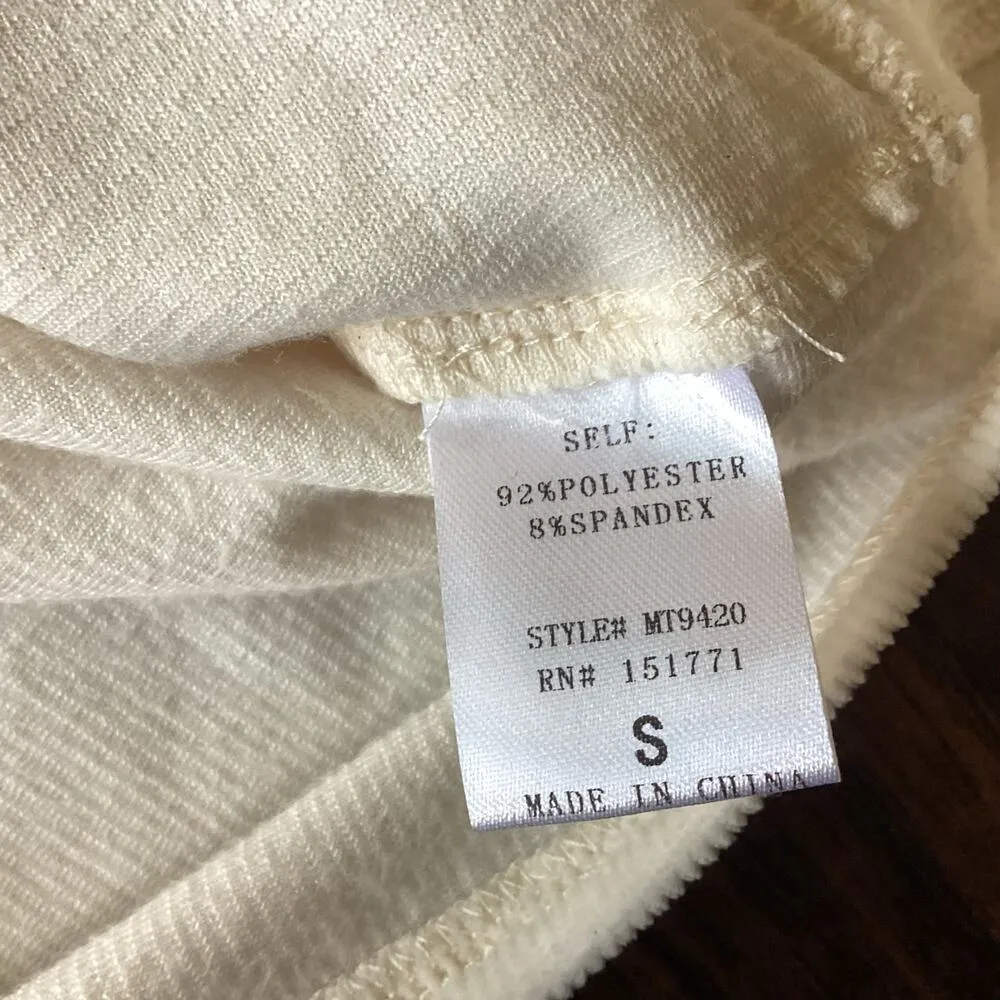 SELF:
92%POLYESTER
8%SPANDEX
STYLE# MT9420
RN# 151771
S
MADE IN CHINA